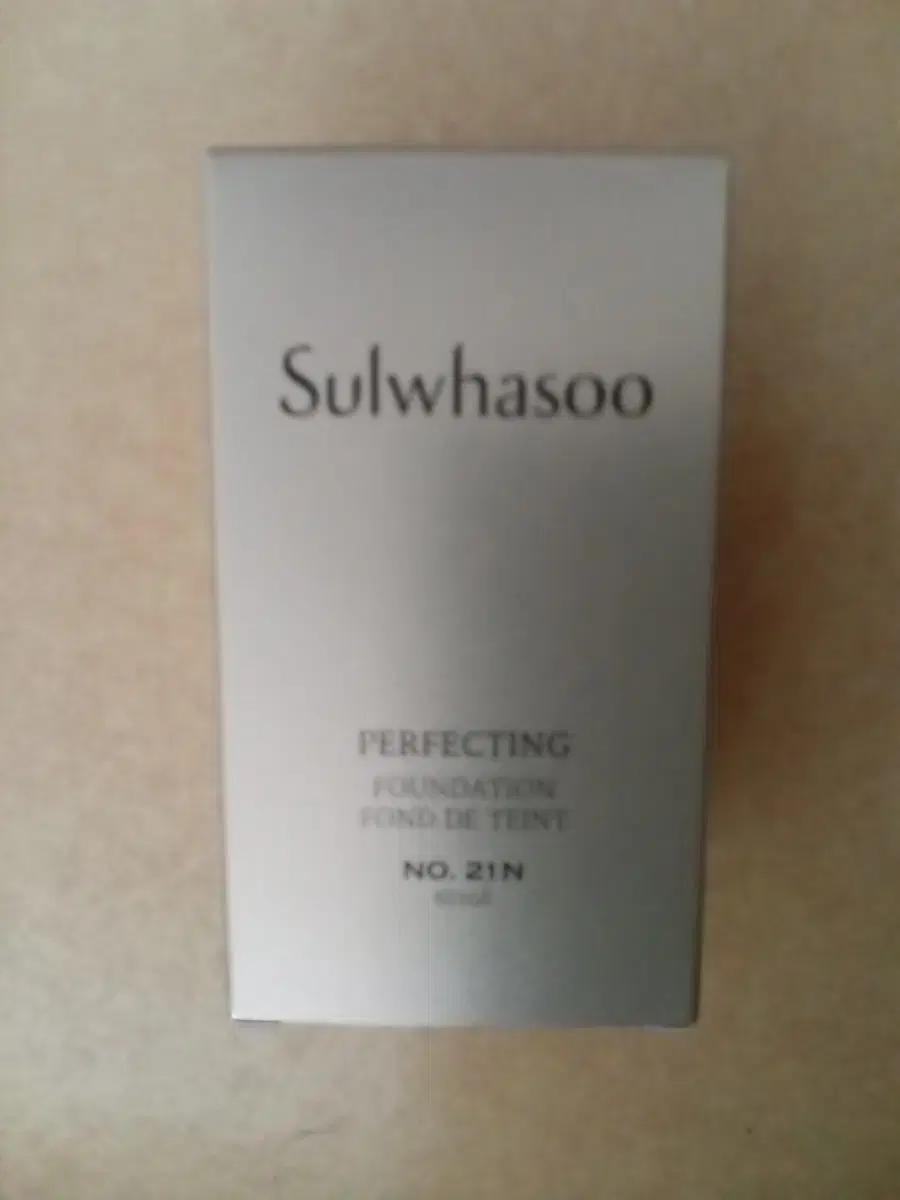 Sulwhasoo
PERFECTING
FOUNDATION
FOND DE TEINT
NO. 21N